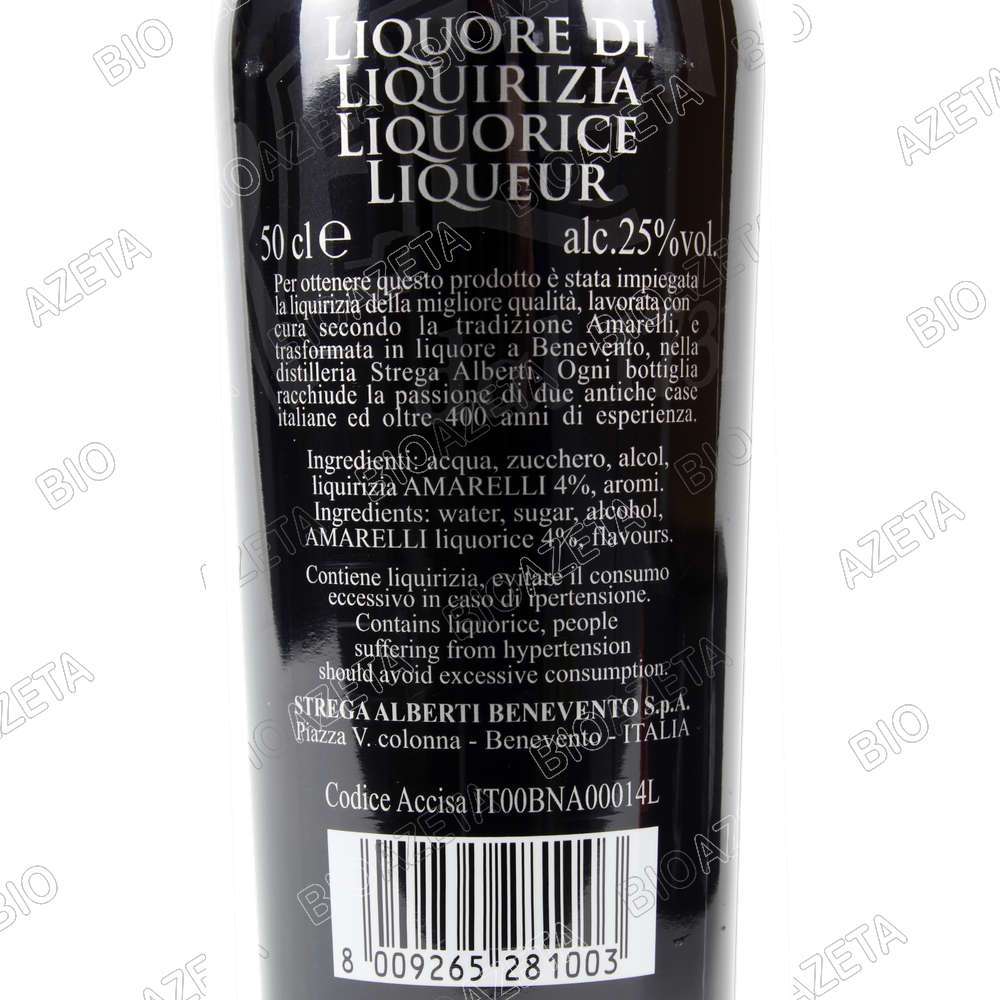 LIQUORE DI
LIQUIRIZIA
LIQUORICE
LIQUEUR
50 cl e alc.25%vol.
Per ottenere questo prodotto è stata impiegata
la liquirizia della migliore qualità, lavorata con
cura secondo la tradizione Amarelli, e
trasformata in liquore a Benevento, nella
distilleria Strega Alberti. Ogni bottiglia
racchiude la passione di due antiche case
italiane ed oltre 400 anni di esperienza.
Ingredienti: acqua, zucchero, alcol,
liquirizia AMARELLI 4%, aromi.
Ingredients: water, sugar, alcohol,
AMARELLI liquorice 4%, flavours.
Contiene liquirizia, evitare il consumo
eccessivo in caso di ipertensione.
Contains liquorice, people
suffering from hypertension
should avoid excessive consumption.
STREGA ALBERTI BENEVENTO S.p.A.
Piazza V. colonna - Benevento - ITALIA
Codice Accisa IT00BNA00014L
8 009265 281003
BIOAZETA